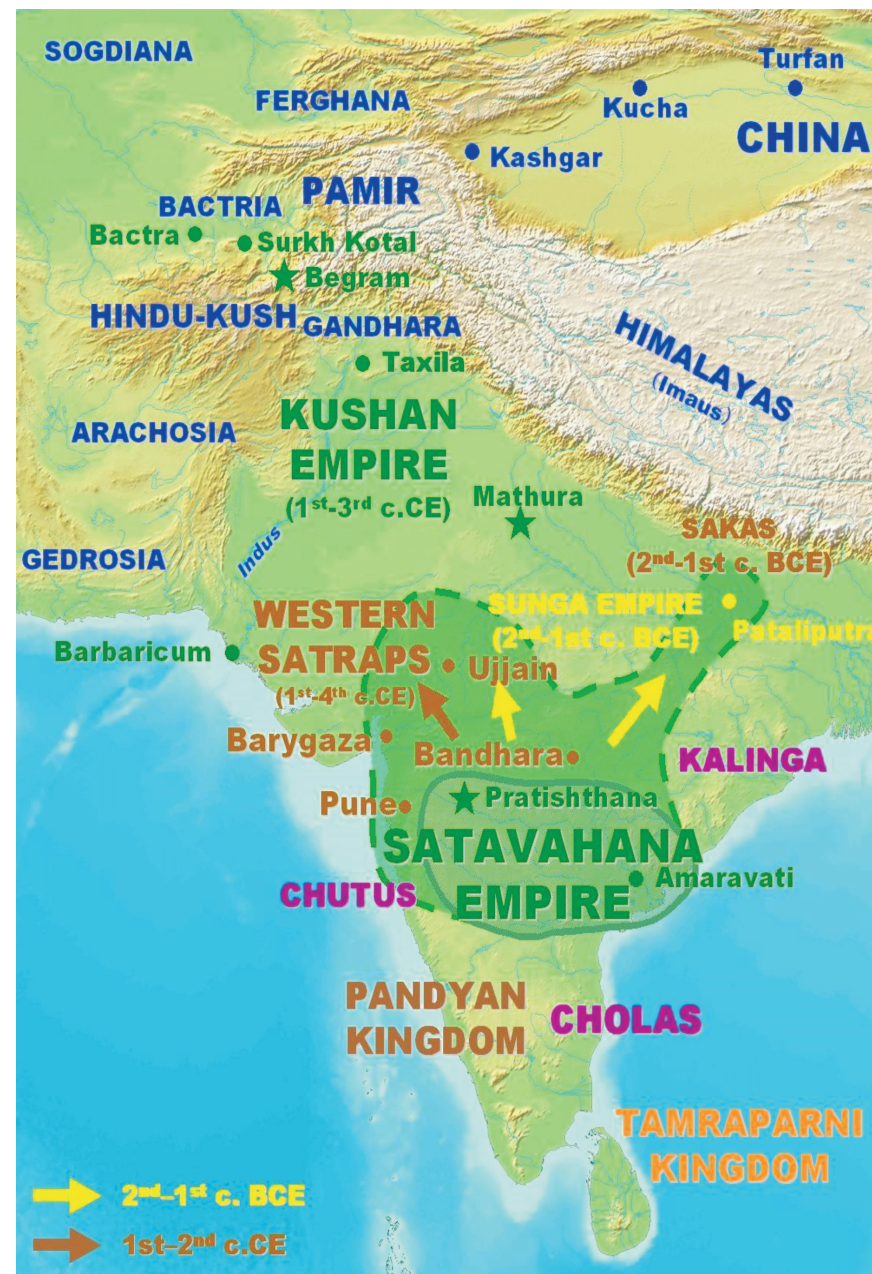 SOGDIANA
Turfan
FERGHANA
Kucha
CHINA
Kashgar
PAMIR
BACTRIA
Bactra
Surkh Kotal
Begram
HINDU-KUSH
GANDHARA
HIMALAYAS
(Imaus)
Taxila
KUSHAN
EMPIRE
(1st-3rd c.CE)
ARACHOSIA
Mathura
SAKAS
(2nd-1st c. BCE)
GEDROSIA
Indus
SUNGA EMPIRE
(2nd-1st c. BCE)
Pataliputra
WESTERN
SATRAPS
(1st-4th c.CE)
Barbaricum
Ujjain
Barygaza
Bandhara
KALINGA
Pune
Pratishthana
SATAVAHANA
EMPIRE
Amaravati
CHUTUS
PANDYAN
KINGDOM
CHOLAS
TAMRAPARNI
KINGDOM
2nd–1st c. BCE
1st–2nd c.CE